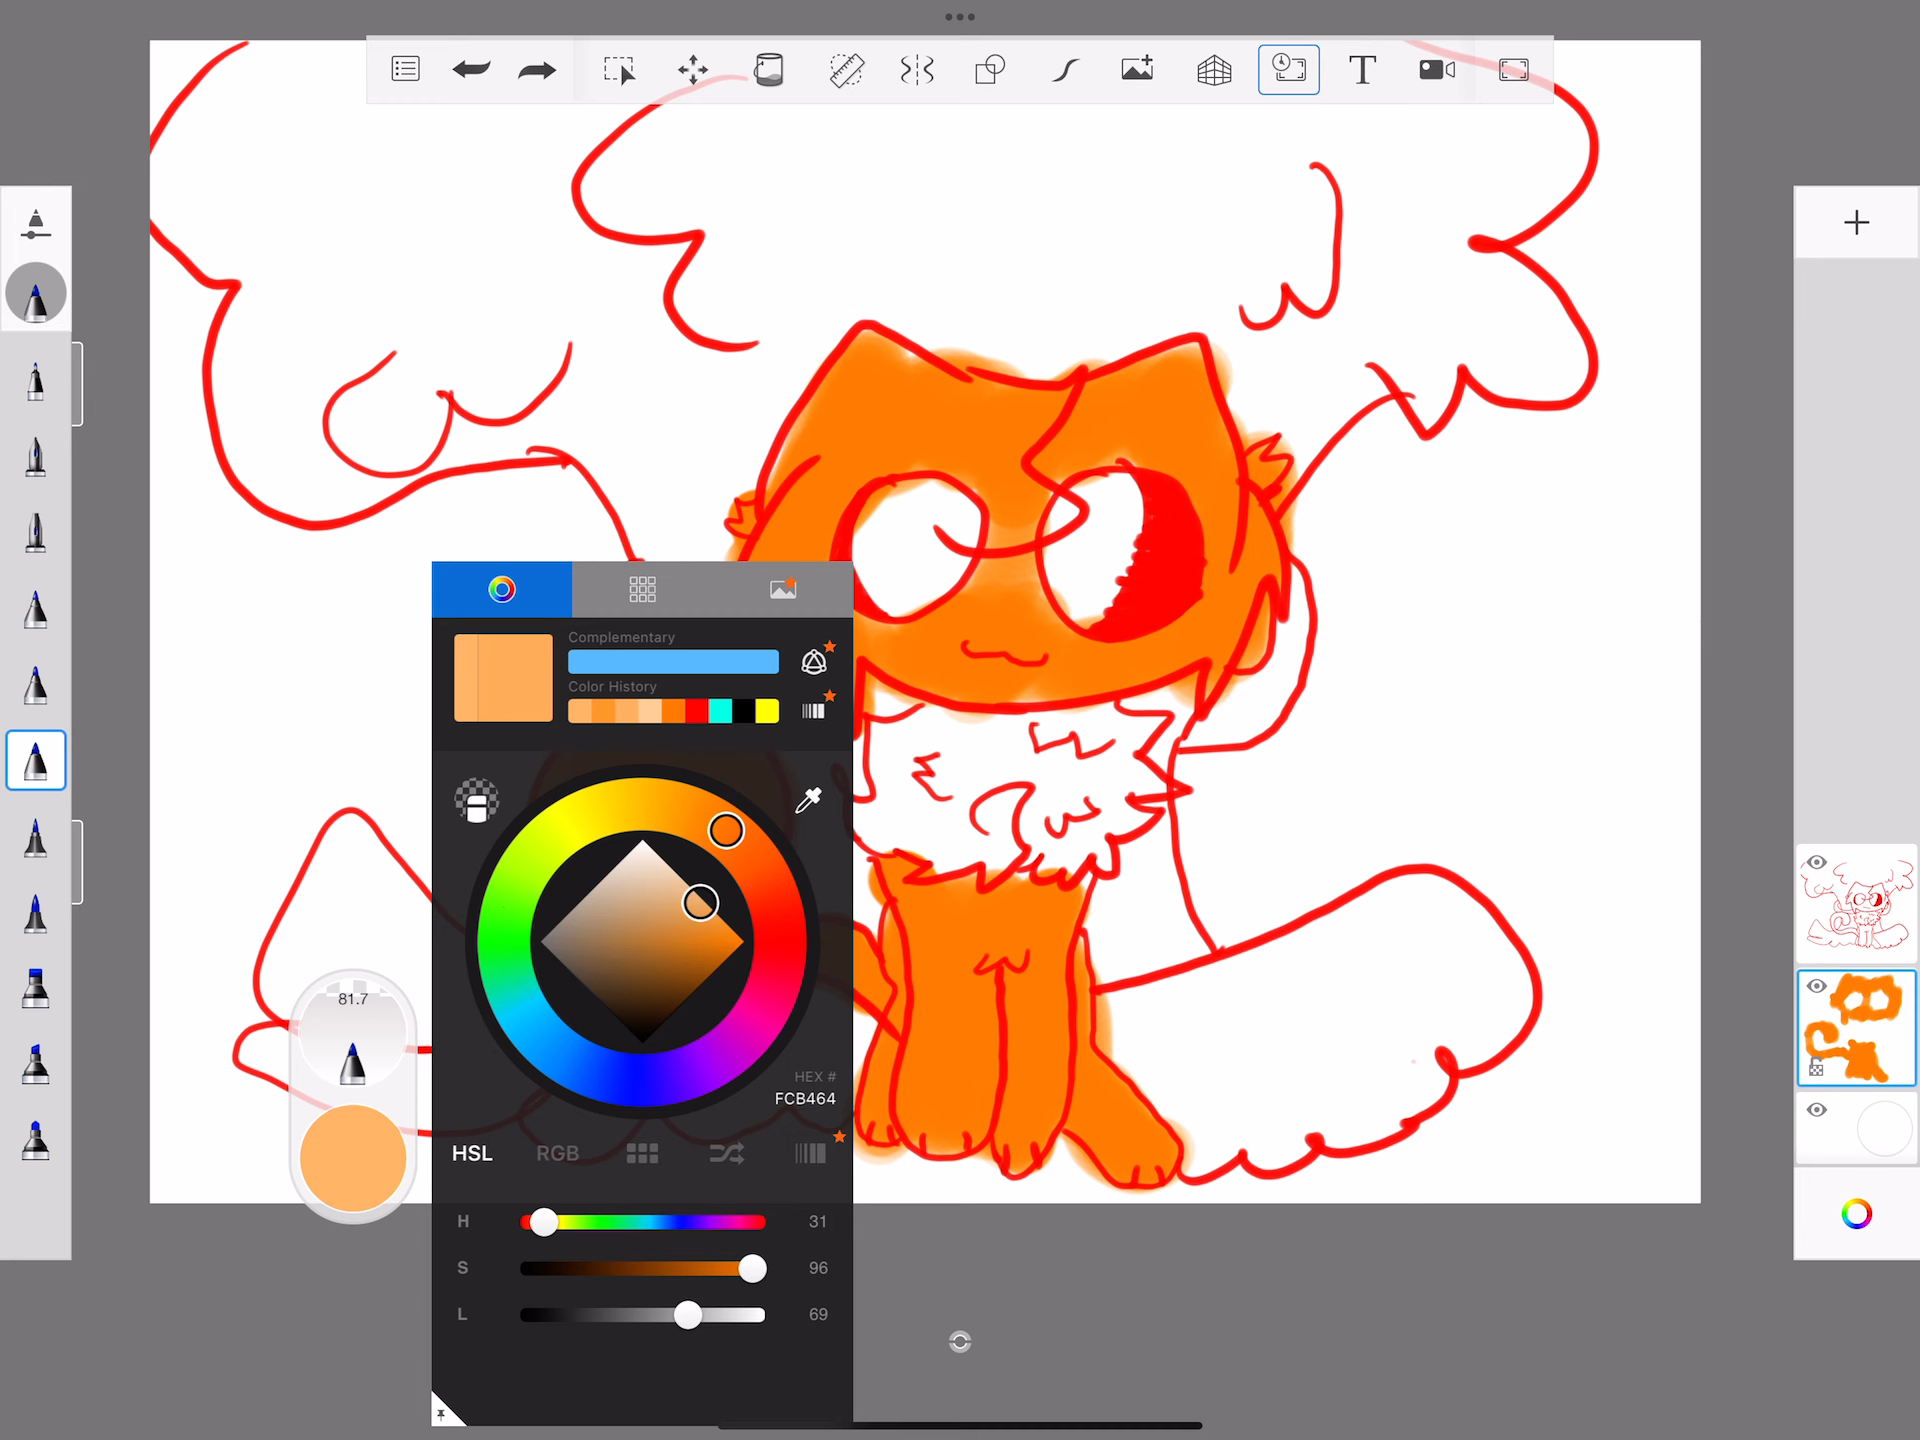 T
Complementary
Color History
81.7
HEX #
FCB464
HSL RGB
H 31
S 96
L 69